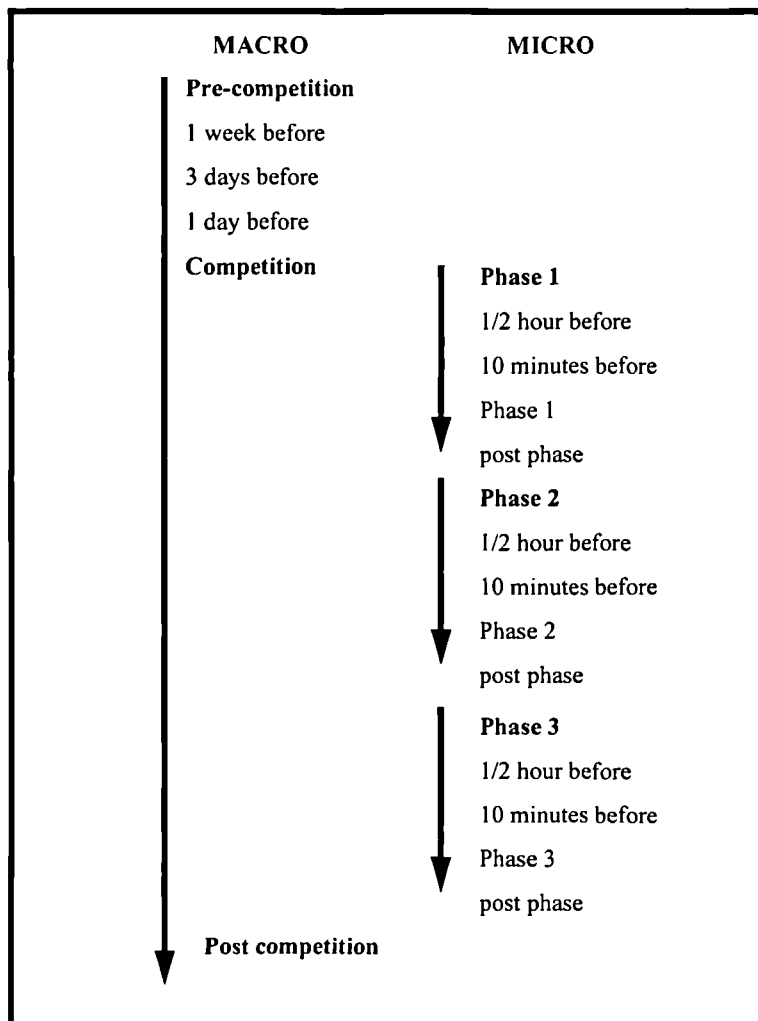 MACRO MICRO
Pre-competition
1 week before
3 days before
1 day before
Competition
Phase 1
1/2 hour before
10 minutes before
Phase 1
post phase
Phase 2
1/2 hour before
10 minutes before
Phase 2
post phase
Phase 3
1/2 hour before
10 minutes before
Phase 3
post phase
Post competition